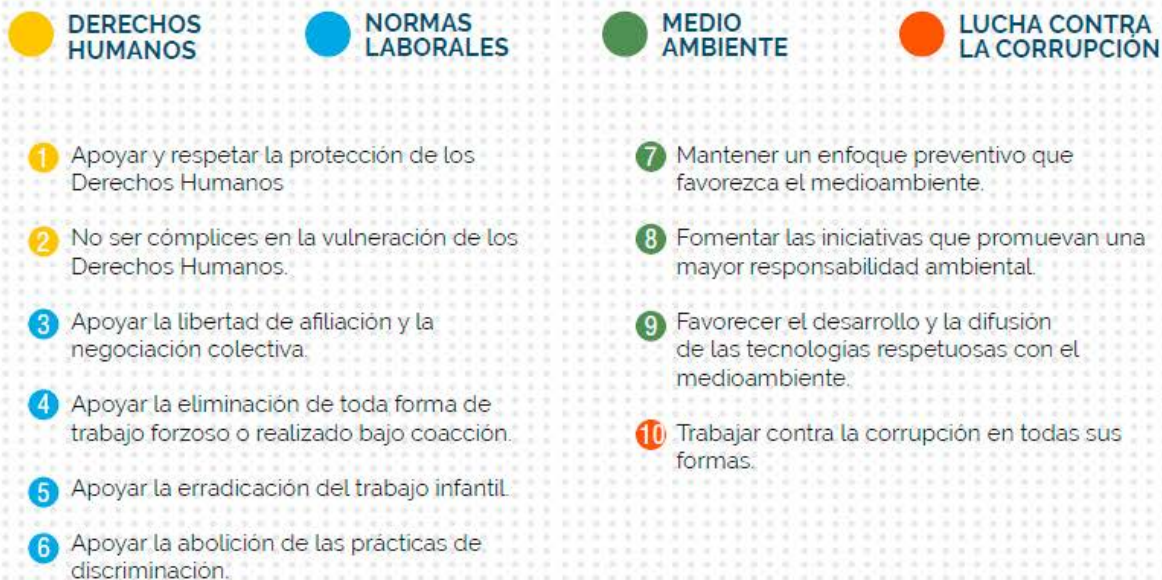 DERECHOS
HUMANOS
NORMAS
LABORALES
MEDIO
AMBIENTE
LUCHA CONTRA
LA CORRUPCIÓN
1 Apoyar y respetar la protección de los
Derechos Humanos
2 No ser cómplices en la vulneración de los
Derechos Humanos.
3 Apoyar la libertad de afiliación y la
negociación colectiva.
4 Apoyar la eliminación de toda forma de
trabajo forzoso o realizado bajo coacción.
5 Apoyar la erradicación del trabajo infantil.
6 Apoyar la abolición de las prácticas de
discriminación.
7 Mantener un enfoque preventivo que
favorezca el medioambiente.
8 Fomentar las iniciativas que promuevan una
mayor responsabilidad ambiental.
9 Favorecer el desarrollo y la difusión
de las tecnologías respetuosas con el
medioambiente.
10 Trabajar contra la corrupción en todas sus
formas.